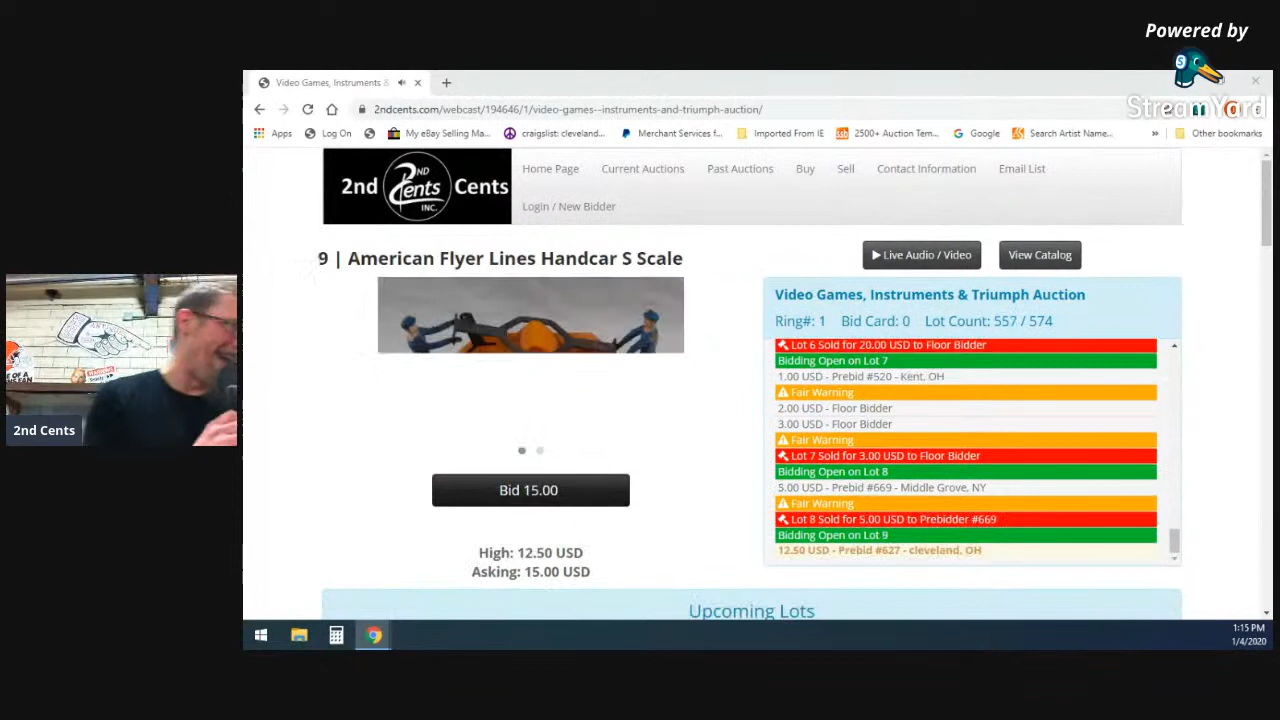 Powered by
StreamYard
Video Games, Instruments &
2ndcents.com/webcast/194646/1/video-games--instruments-and-triumph-auction/
Apps
Log On
My eBay Selling Ma...
craigslist: cleveland...
Merchant Services f...
Imported From IE
2500+ Auction Tem...
Google
Search Artist Name...
»
Other bookmarks
2nd Cents
2ND Cents INC.
Home Page Current Auctions Past Auctions Buy Sell Contact Information Email List
Login / New Bidder
9 | American Flyer Lines Handcar S Scale
Live Audio / Video
View Catalog
Video Games, Instruments & Triumph Auction
Ring#: 1 Bid Card: 0 Lot Count: 557 / 574
Lot 6 Sold for 20.00 USD to Floor Bidder
Bidding Open on Lot 7
1.00 USD - Prebid #520 - Kent, OH
Fair Warning
2.00 USD - Floor Bidder
3.00 USD - Floor Bidder
Fair Warning
Lot 7 Sold for 3.00 USD to Floor Bidder
Bidding Open on Lot 8
5.00 USD - Prebid #669 - Middle Grove, NY
Fair Warning
Lot 8 Sold for 5.00 USD to Prebidder #669
Bidding Open on Lot 9
12.50 USD - Prebid #627 - cleveland, OH
Bid 15.00
High: 12.50 USD
Asking: 15.00 USD
Upcoming Lots
2nd Cents
1:15 PM
1/4/2020